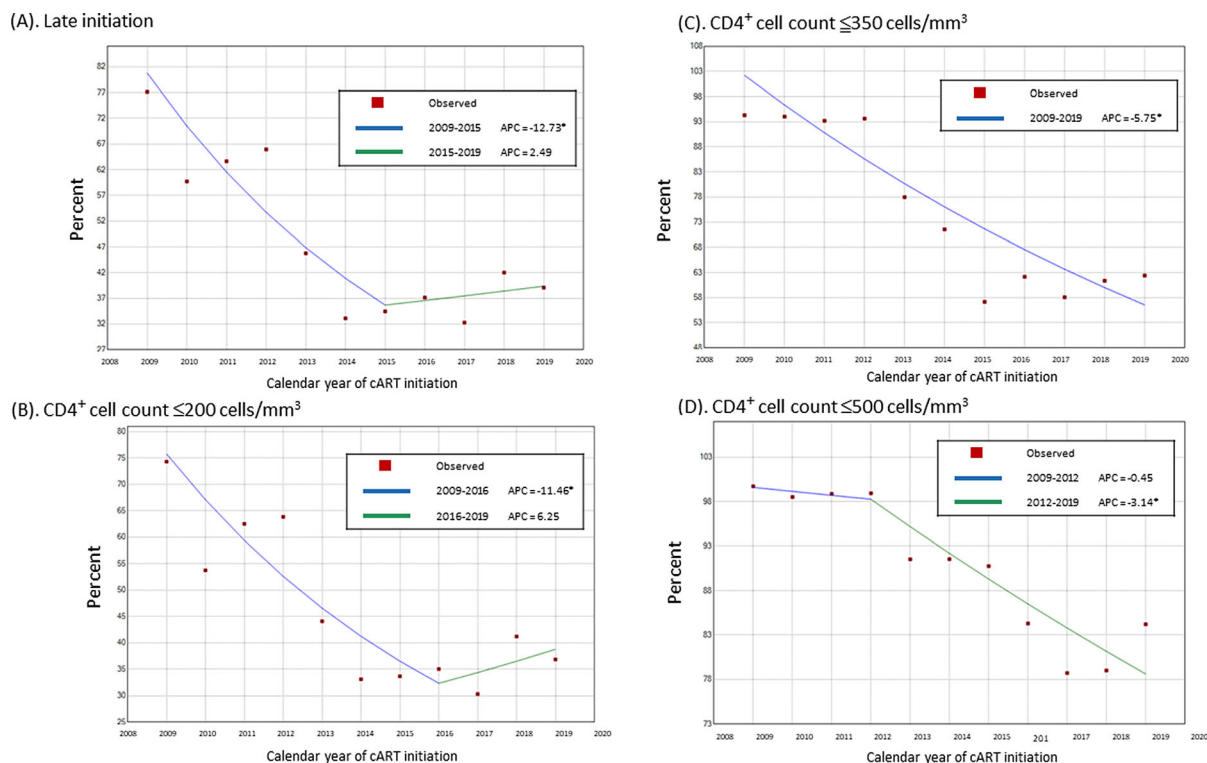 (A). Late initiation
82
77
72
67
62
57
52
47
42
37
32
27
Percent
Observed
2009-2015 APC = -12.73*
2015-2019 APC = 2.49
2008 2009 2010 2011 2012 2013 2014 2015 2016 2017 2018 2019 2020
Calendar year of cART initiation
(B). CD4⁺ cell count ≤200 cells/mm³
80
75
70
65
60
55
50
45
40
35
30
25
Percent
Observed
2009-2016 APC = -11.46*
2016-2019 APC = 6.25
2008 2009 2010 2011 2012 2013 2014 2015 2016 2017 2018 2019 2020
Calendar year of cART initiation
(C). CD4⁺ cell count ≦350 cells/mm³
108
103
98
93
88
83
78
73
68
63
58
53
48
Percent
Observed
2009-2019 APC = -5.75*
2008 2009 2010 2011 2012 2013 2014 2015 2016 2017 2018 2019 2020
Calendar year of cART initiation
(D). CD4⁺ cell count ≤500 cells/mm³
103
98
93
88
83
78
73
Percent
Observed
2009-2012 APC = -0.45
2012-2019 APC = -3.14*
2008 2009 2010 2011 2012 2013 2014 2015 201 2017 2018 2019 2020
Calendar year of cART initiation